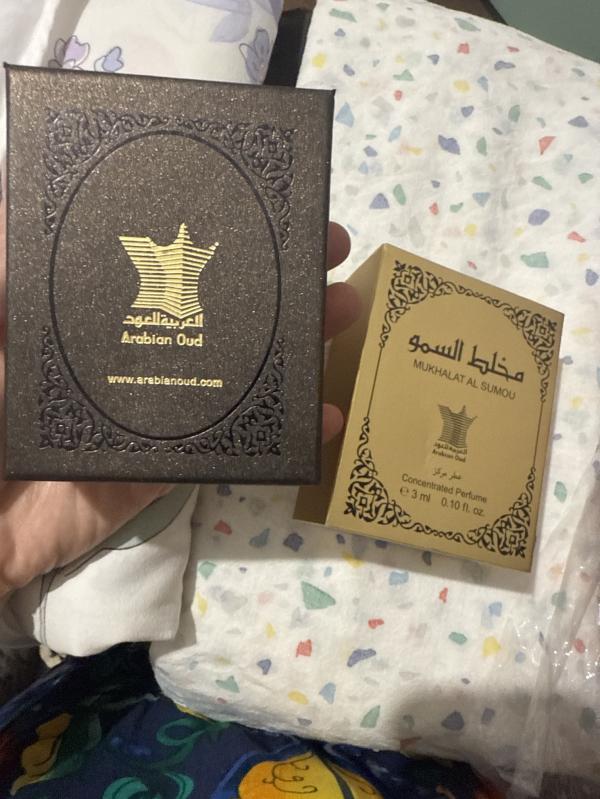 العربية للعود
Arabian Oud
www.arabianoud.com
مخلط السمو
MUKHALAT AL SUMOU
العربية للعود
Arabian Oud
عطر مركز
Concentrated Perfume
℮ 3 ml 0.10 fl. oz.